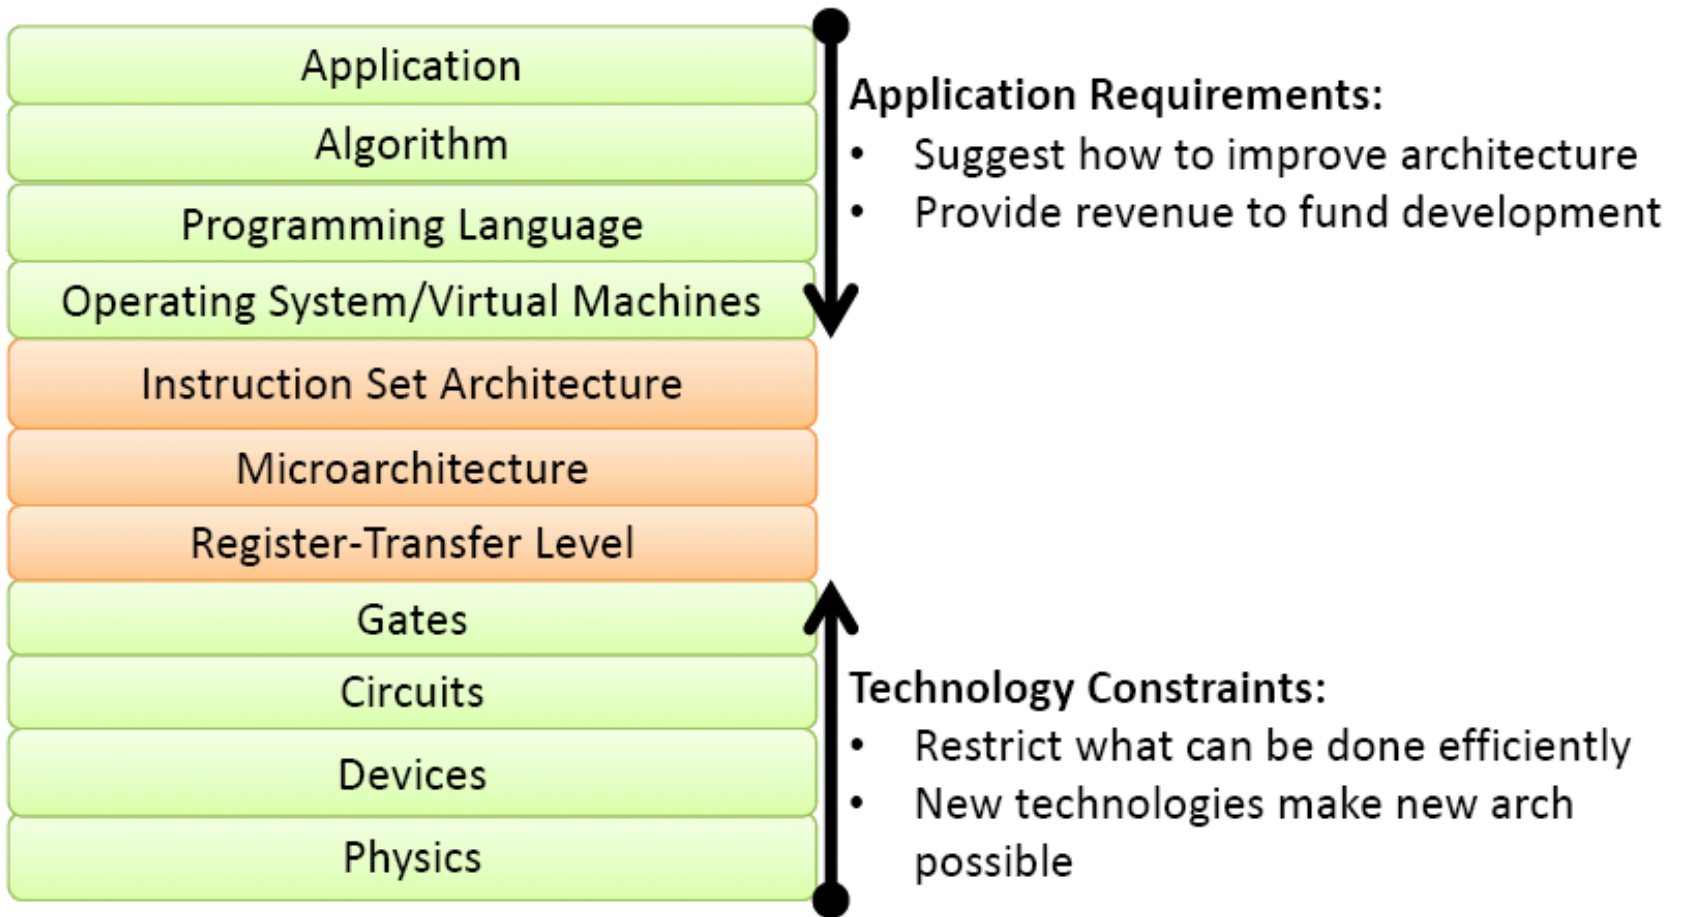 Application
Algorithm
Programming Language
Operating System/Virtual Machines
Instruction Set Architecture
Microarchitecture
Register-Transfer Level
Gates
Circuits
Devices
Physics
Application Requirements:
• Suggest how to improve architecture
• Provide revenue to fund development
Technology Constraints:
• Restrict what can be done efficiently
• New technologies make new arch
possible